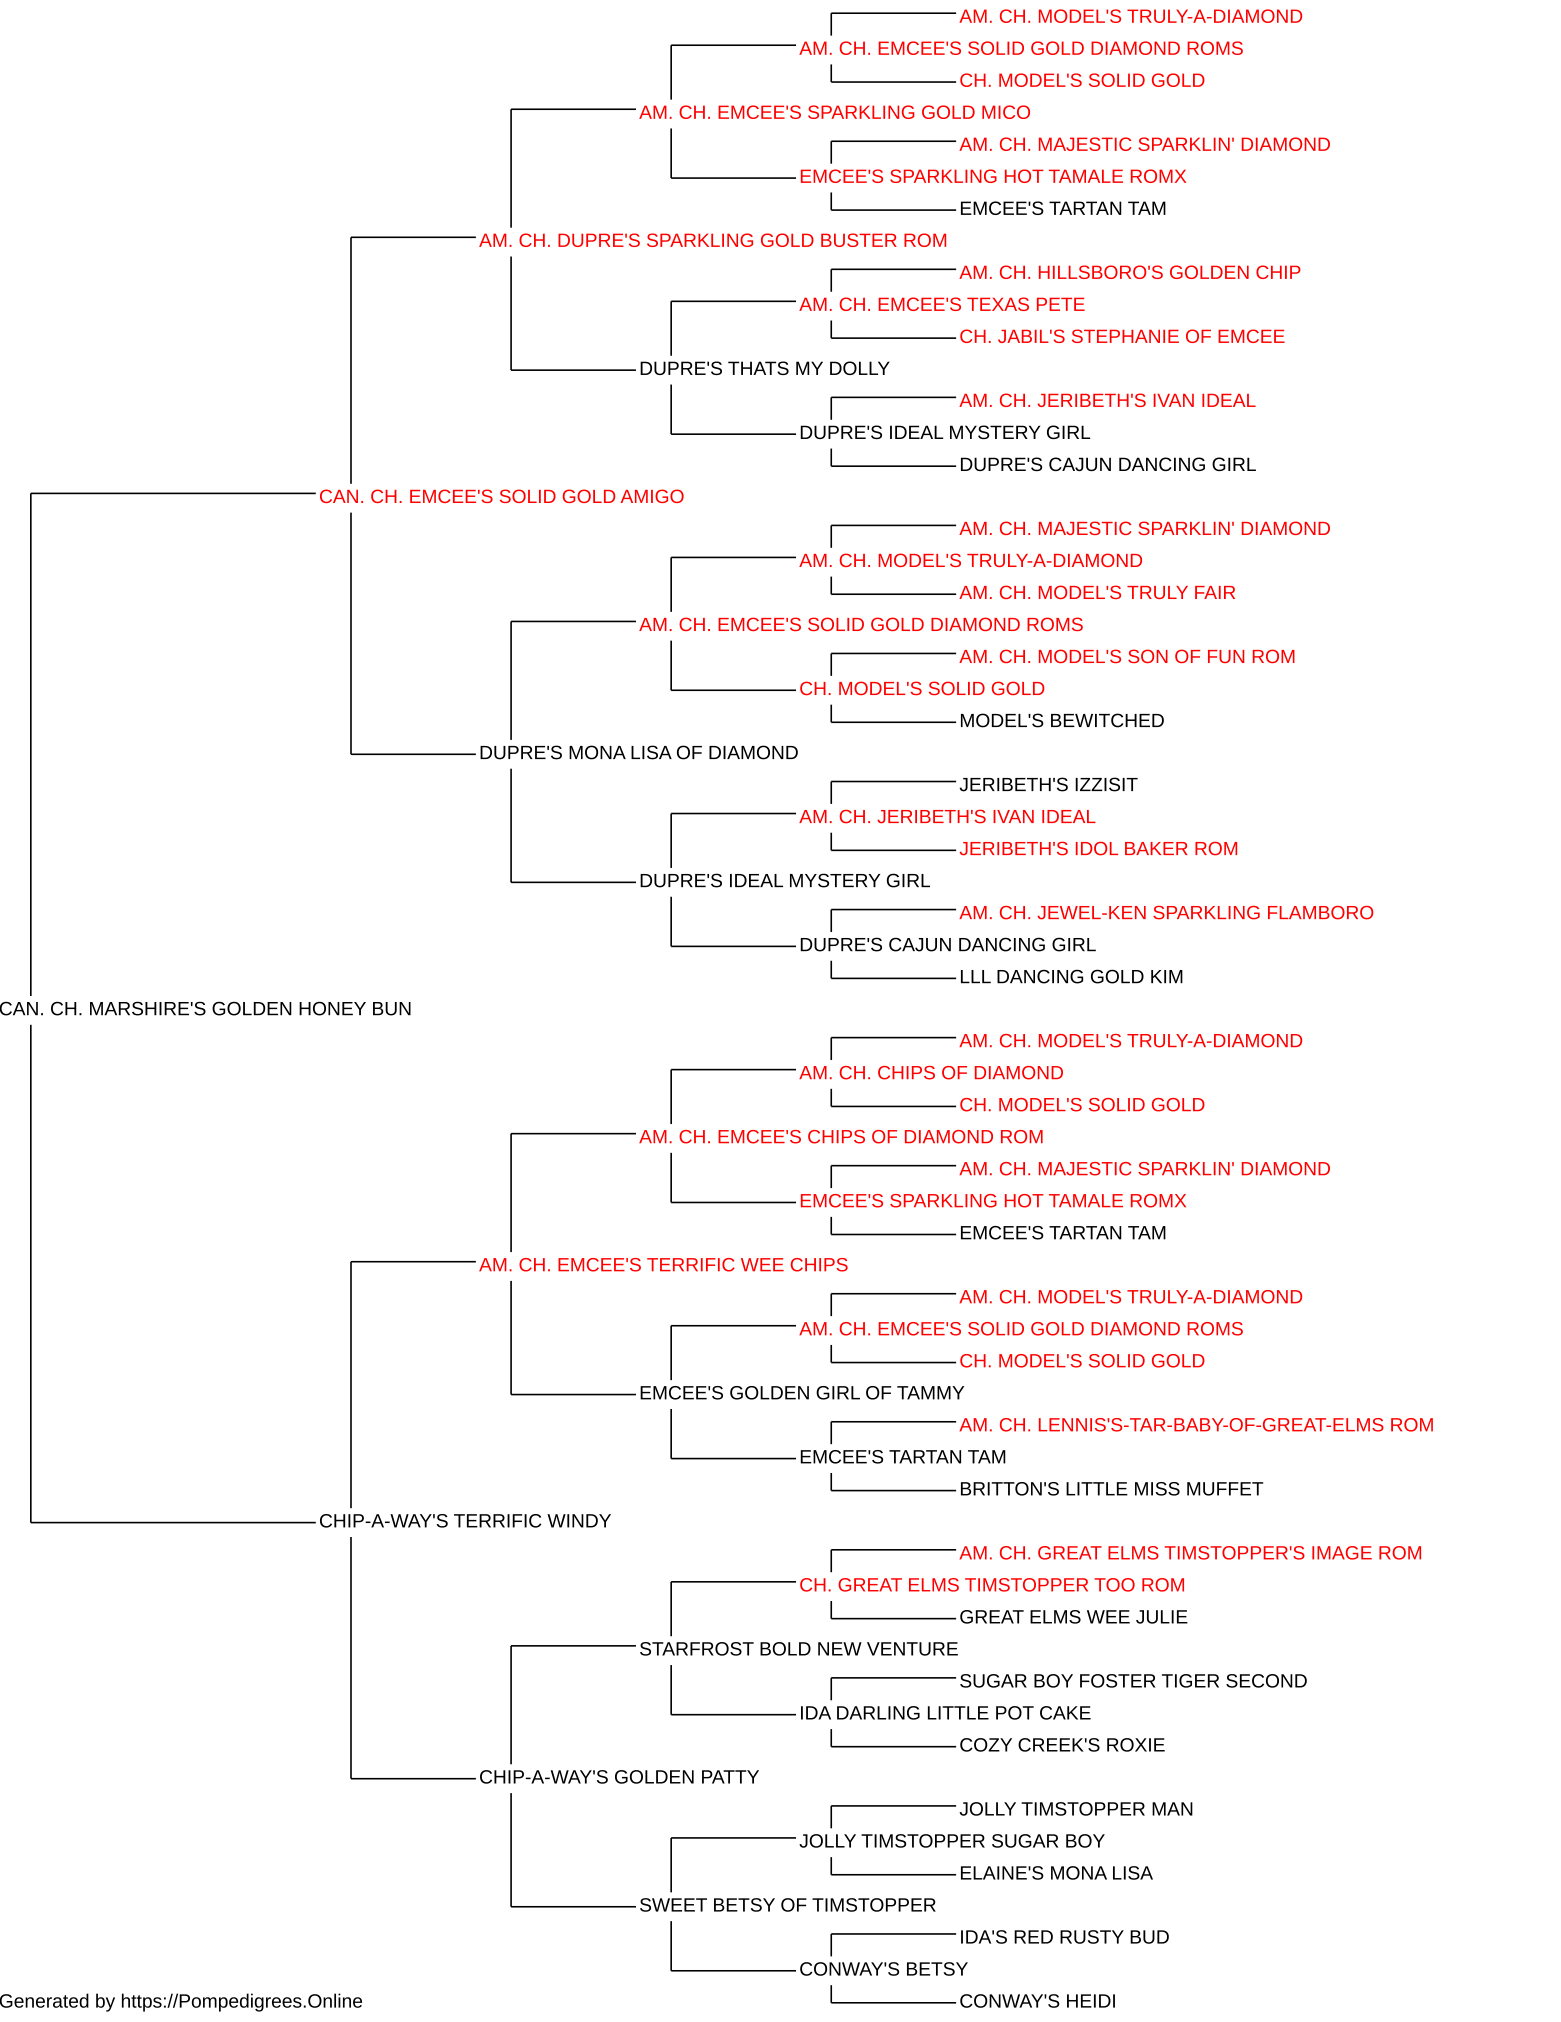 AM. CH. MODEL'S TRULY-A-DIAMOND
AM. CH. EMCEE'S SOLID GOLD DIAMOND ROMS
CH. MODEL'S SOLID GOLD
AM. CH. EMCEE'S SPARKLING GOLD MICO
AM. CH. MAJESTIC SPARKLIN' DIAMOND
EMCEE'S SPARKLING HOT TAMALE ROMX
EMCEE'S TARTAN TAM
AM. CH. DUPRE'S SPARKLING GOLD BUSTER ROM
AM. CH. HILLSBORO'S GOLDEN CHIP
AM. CH. EMCEE'S TEXAS PETE
CH. JABIL'S STEPHANIE OF EMCEE
DUPRE'S THATS MY DOLLY
AM. CH. JERIBETH'S IVAN IDEAL
DUPRE'S IDEAL MYSTERY GIRL
DUPRE'S CAJUN DANCING GIRL
CAN. CH. EMCEE'S SOLID GOLD AMIGO
AM. CH. MAJESTIC SPARKLIN' DIAMOND
AM. CH. MODEL'S TRULY-A-DIAMOND
AM. CH. MODEL'S TRULY FAIR
AM. CH. EMCEE'S SOLID GOLD DIAMOND ROMS
AM. CH. MODEL'S SON OF FUN ROM
CH. MODEL'S SOLID GOLD
MODEL'S BEWITCHED
DUPRE'S MONA LISA OF DIAMOND
JERIBETH'S IZZISIT
AM. CH. JERIBETH'S IVAN IDEAL
JERIBETH'S IDOL BAKER ROM
DUPRE'S IDEAL MYSTERY GIRL
AM. CH. JEWEL-KEN SPARKLING FLAMBORO
DUPRE'S CAJUN DANCING GIRL
LLL DANCING GOLD KIM
CAN. CH. MARSHIRE'S GOLDEN HONEY BUN
AM. CH. MODEL'S TRULY-A-DIAMOND
AM. CH. CHIPS OF DIAMOND
CH. MODEL'S SOLID GOLD
AM. CH. EMCEE'S CHIPS OF DIAMOND ROM
AM. CH. MAJESTIC SPARKLIN' DIAMOND
EMCEE'S SPARKLING HOT TAMALE ROMX
EMCEE'S TARTAN TAM
AM. CH. EMCEE'S TERRIFIC WEE CHIPS
AM. CH. MODEL'S TRULY-A-DIAMOND
AM. CH. EMCEE'S SOLID GOLD DIAMOND ROMS
CH. MODEL'S SOLID GOLD
EMCEE'S GOLDEN GIRL OF TAMMY
AM. CH. LENNIS'S-TAR-BABY-OF-GREAT-ELMS ROM
EMCEE'S TARTAN TAM
BRITTON'S LITTLE MISS MUFFET
CHIP-A-WAY'S TERRIFIC WINDY
AM. CH. GREAT ELMS TIMSTOPPER'S IMAGE ROM
CH. GREAT ELMS TIMSTOPPER TOO ROM
GREAT ELMS WEE JULIE
STARFROST BOLD NEW VENTURE
SUGAR BOY FOSTER TIGER SECOND
IDA DARLING LITTLE POT CAKE
COZY CREEK'S ROXIE
CHIP-A-WAY'S GOLDEN PATTY
JOLLY TIMSTOPPER MAN
JOLLY TIMSTOPPER SUGAR BOY
ELAINE'S MONA LISA
SWEET BETSY OF TIMSTOPPER
IDA'S RED RUSTY BUD
CONWAY'S BETSY
CONWAY'S HEIDI
Generated by https://Pompedigrees.Online